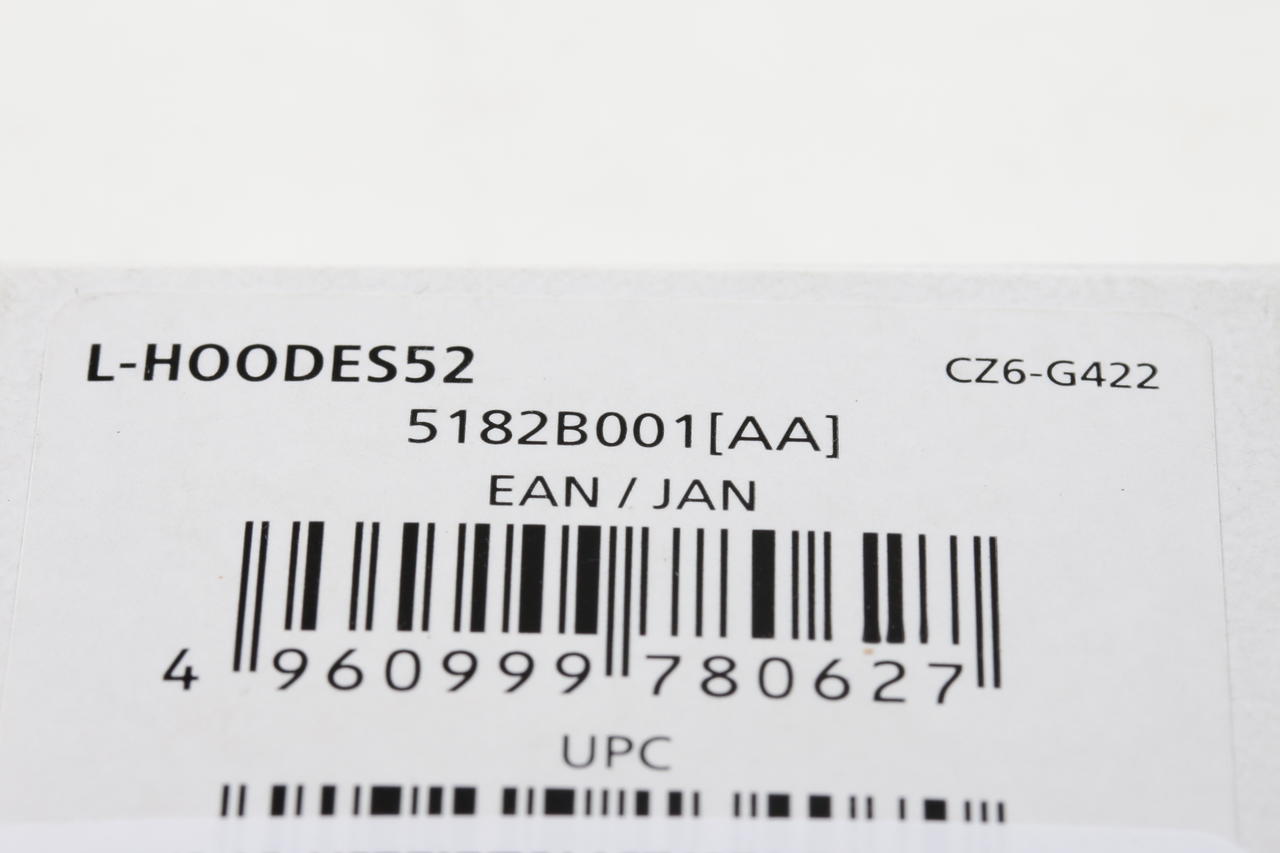 L-HOODES52 CZ6-G422
5182B001[AA]
EAN / JAN
4 960999 780627
UPC